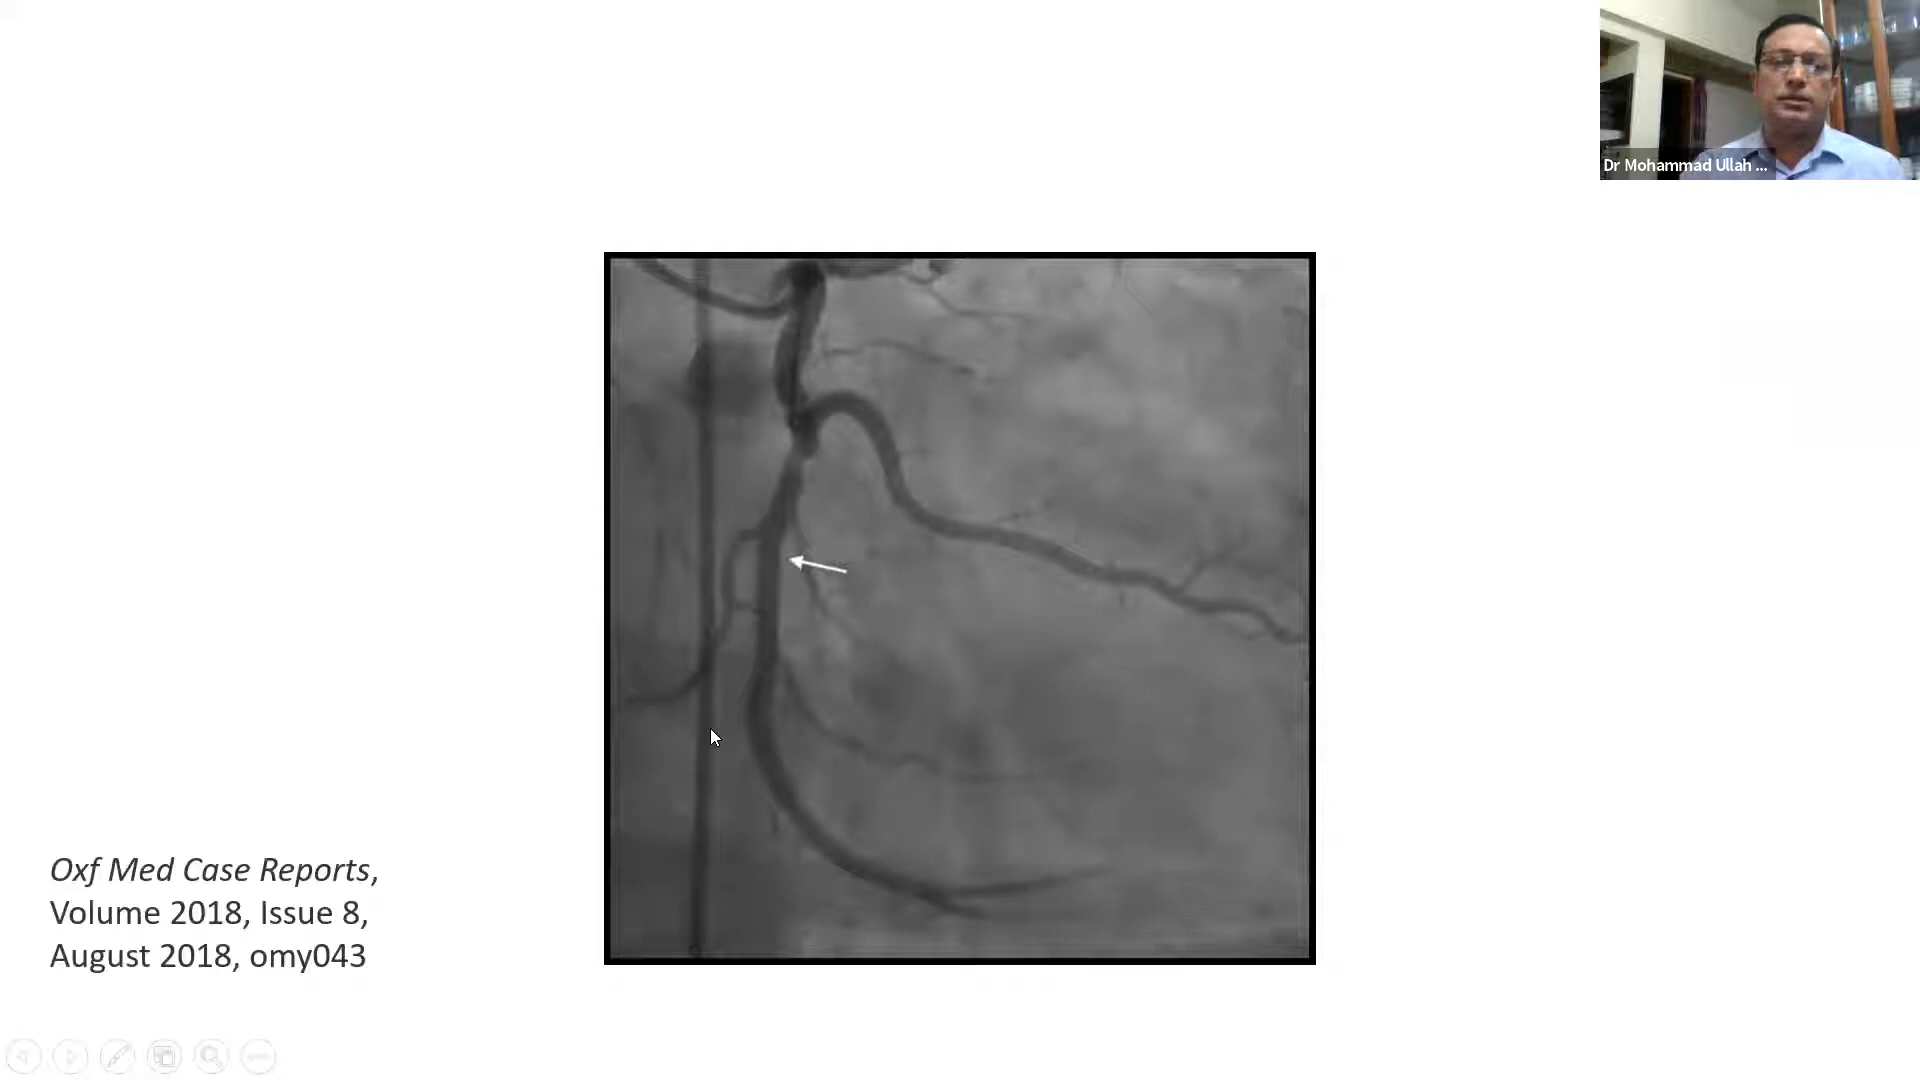 Dr Mohammad Ullah ...
Oxf Med Case Reports,
Volume 2018, Issue 8,
August 2018, omy043